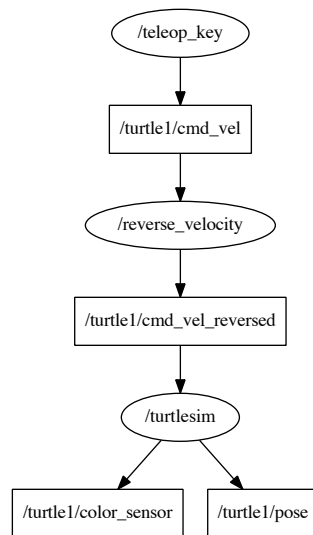 /teleop_key
/turtle1/cmd_vel
/reverse_velocity
/turtle1/cmd_vel_reversed
/turtlesim
/turtle1/color_sensor
/turtle1/pose